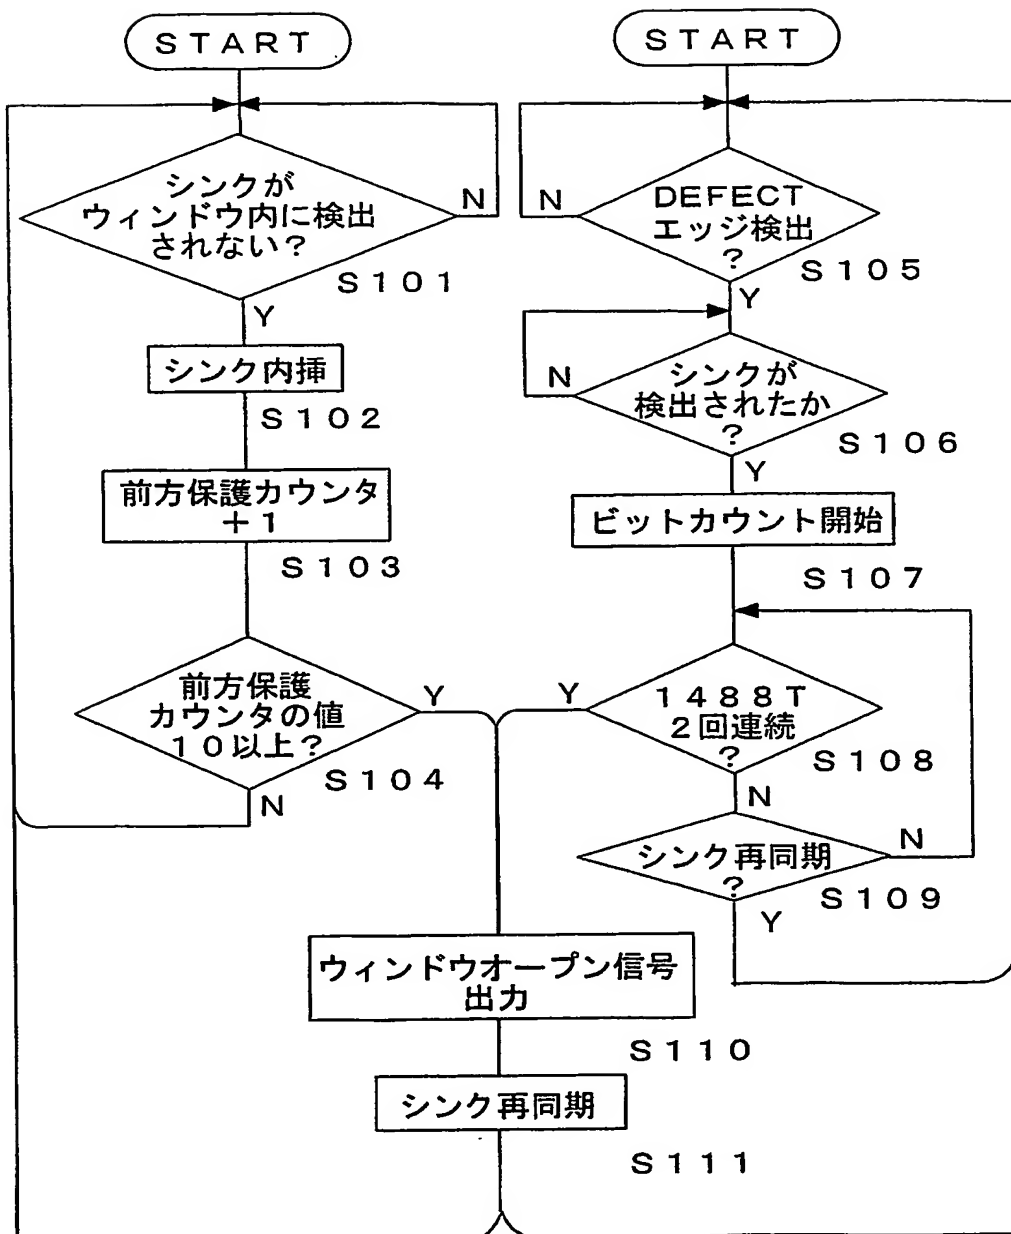 START
シンクが
ウィンドウ内に検出
されない？
N
S101
Y
シンク内挿
S102
前方保護カウンタ
＋1
S103
前方保護
カウンタの値
10以上？
Y
S104
N
START
DEFECT
エッジ検出
？
N
S105
Y
シンクが
検出されたか
？
N
S106
Y
ビットカウント開始
S107
1488T
2回連続
？
Y
S108
N
シンク再同期
？
N
S109
Y
ウィンドウオープン信号
出力
S110
シンク再同期
S111